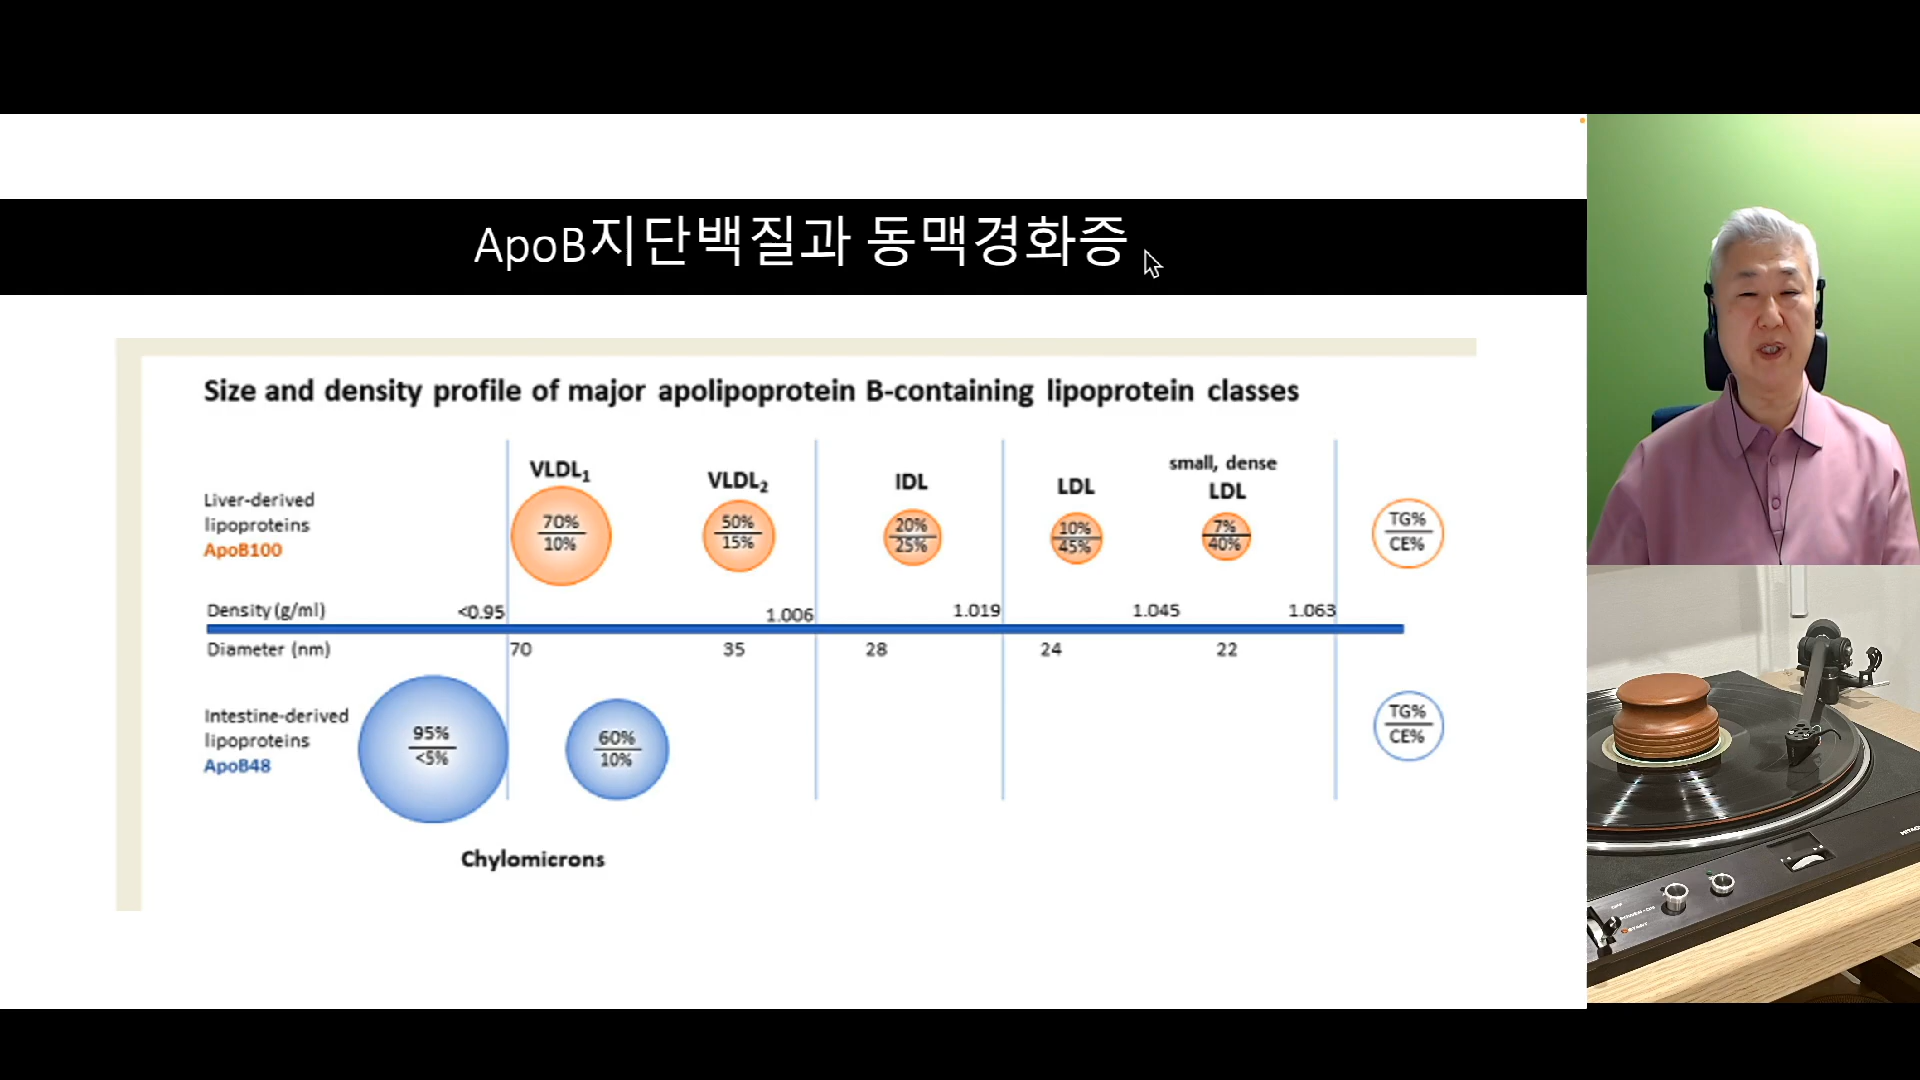 ApoB지단백질과 동맥경화증
Size and density profile of major apolipoprotein B-containing lipoprotein classes
VLDL1
VLDL2
IDL
LDL
small, dense
LDL
Liver-derived
lipoproteins
ApoB100
70%
10%
50%
15%
20%
25%
10%
45%
7%
40%
TG%
CE%
Density (g/ml)
<0.95
1.006
1.019
1.045
1.063
Diameter (nm)
70
35
28
24
22
Intestine-derived
lipoproteins
ApoB48
95%
<5%
60%
10%
TG%
CE%
Chylomicrons